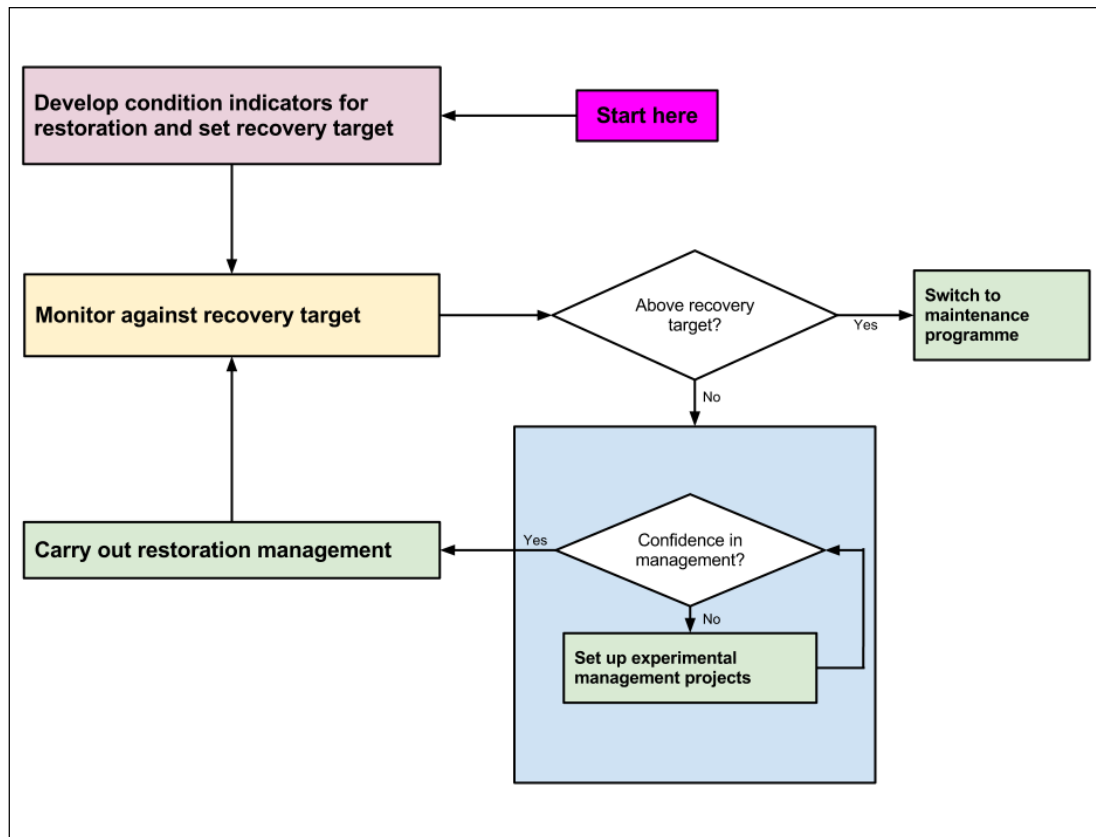 Develop condition indicators for
restoration and set recovery target
Start here
Monitor against recovery target
Above recovery
target?
Yes
Switch to
maintenance
programme
No
Carry out restoration management
Yes
Confidence in
management?
No
Set up experimental
management projects